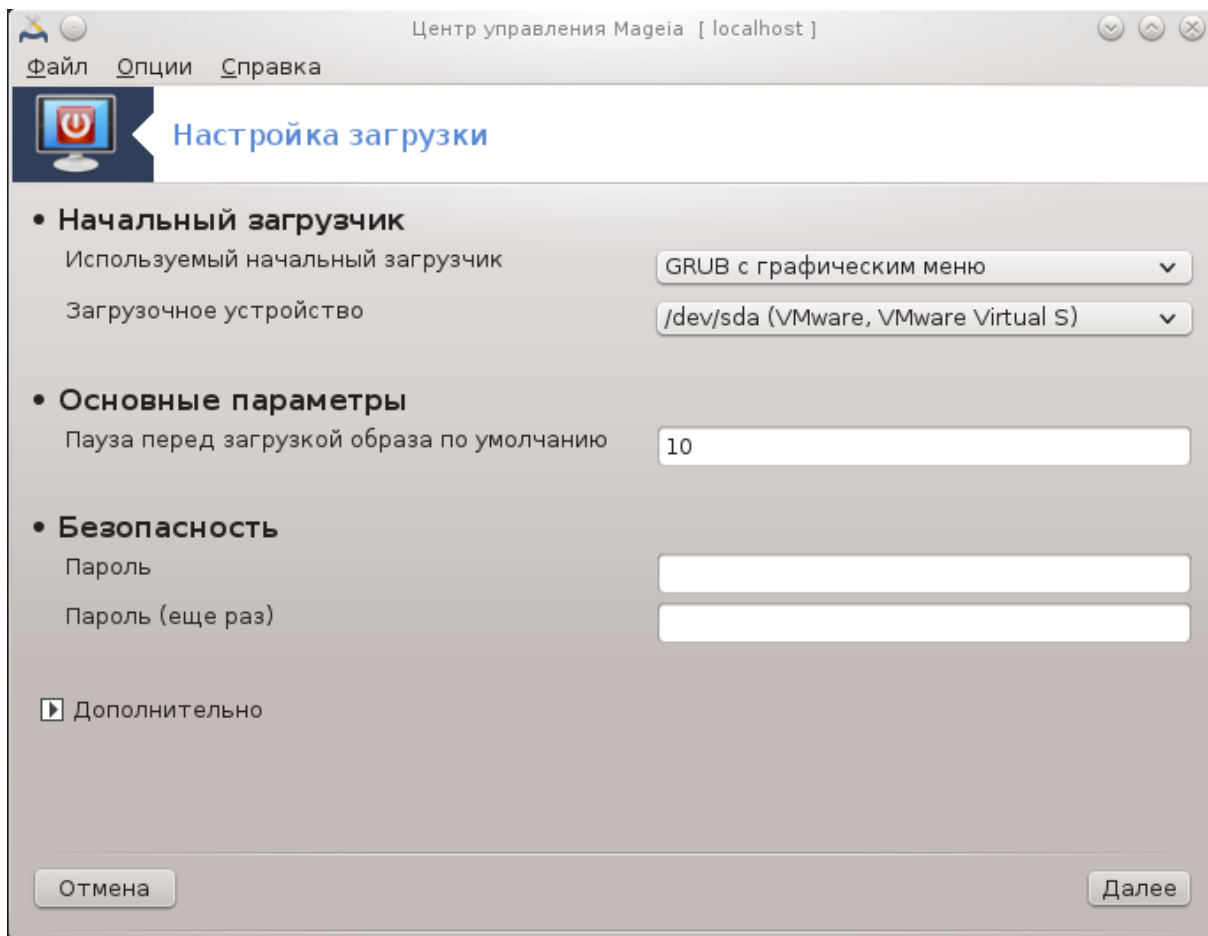 Центр управления Mageia [ localhost ]
Файл Опции Справка
Настройка загрузки
• Начальный загрузчик
Используемый начальный загрузчик
GRUB с графическим меню
Загрузочное устройство
/dev/sda (VMware, VMware Virtual S)
• Основные параметры
Пауза перед загрузкой образа по умолчанию
10
• Безопасность
Пароль
Пароль (еще раз)
Дополнительно
Отмена
Далее